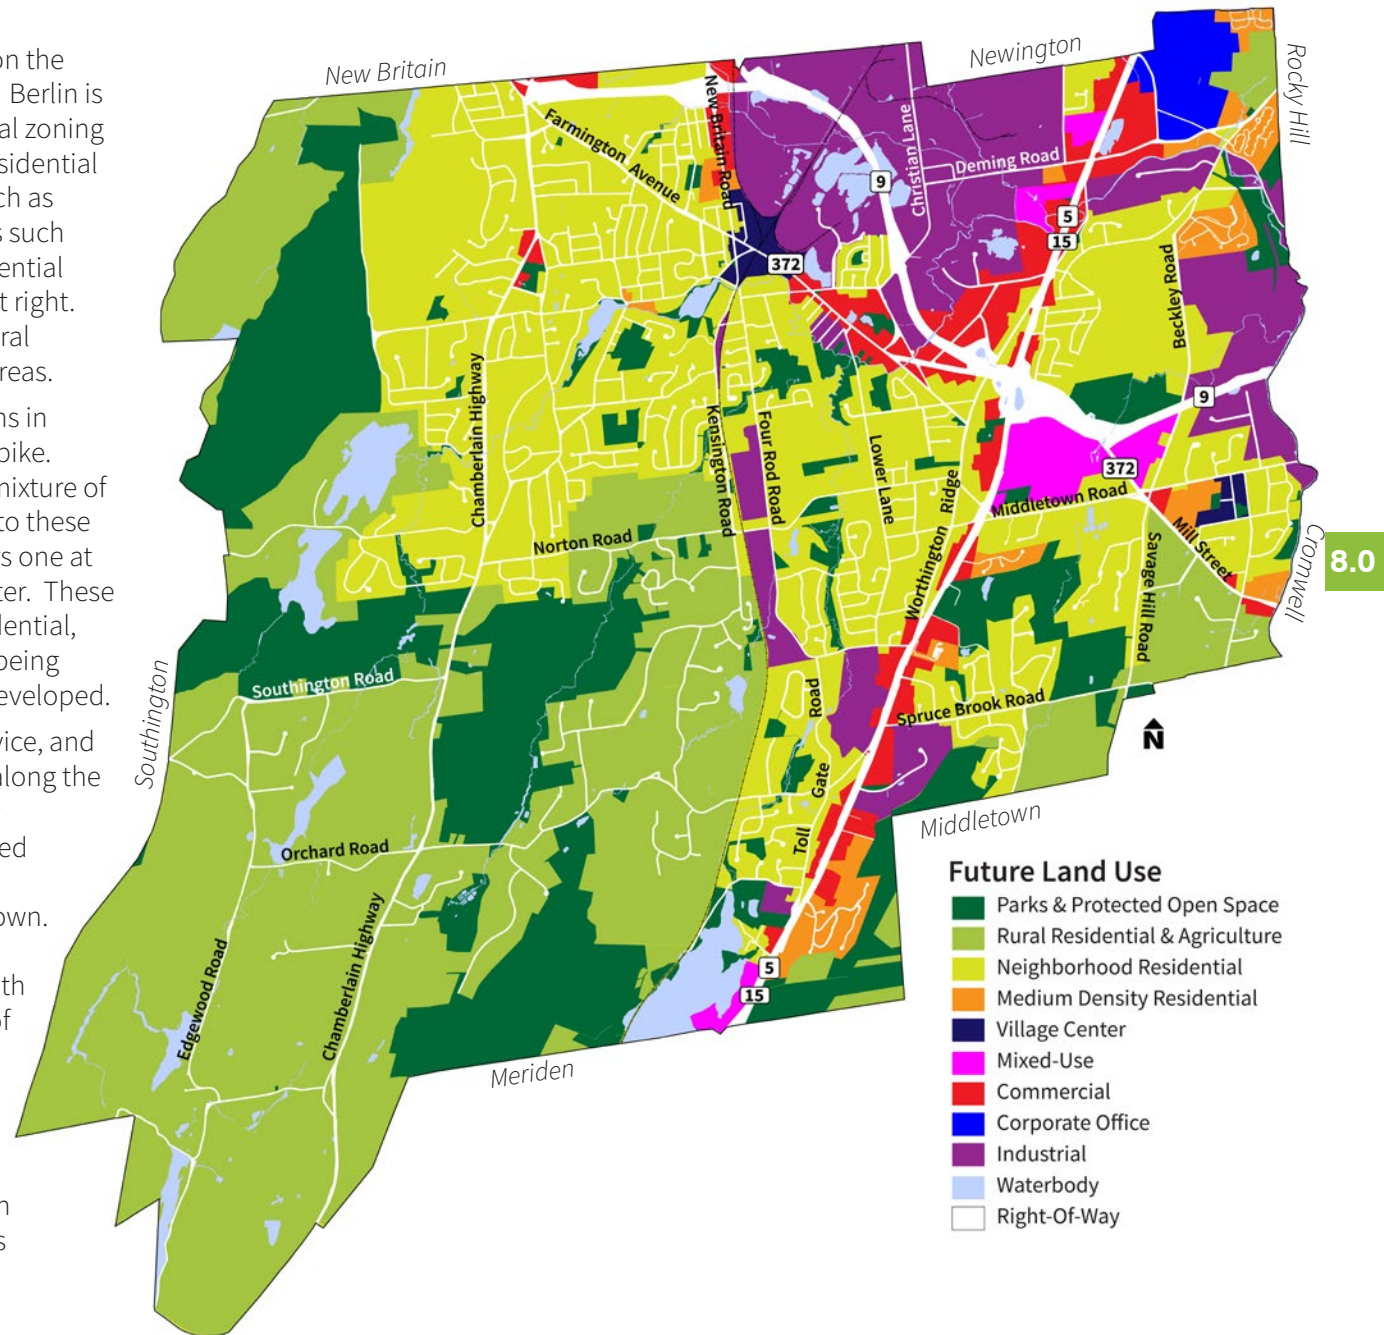 on the
Berlin is
al zoning
sidential
ch as
s such
ential
t right.
ral
reas.
ns in
pike.
mixture of
to these
s one at
ter. These
dential,
being
eveloped.
vice, and
along the
ed
own.
th
of
n
s
New Britain
Newington
Rocky Hill
Farmington Avenue
New Britain Road
Christian Lane
Deming Road
9
5
15
372
Beckley Road
Chamberlain Highway
Kensington Road
Four Rod Road
Lower Lane
Worthington Ridge
9
372
Middletown Road
Mill Street
Savage Hill Road
Cromwell
8.0
Norton Road
Southington Road
Southington
Spruce Brook Road
N
Toll Gate Road
Middletown
Orchard Road
Edgewood Road
Chamberlain Highway
5
15
Meriden
Future Land Use
Parks & Protected Open Space
Rural Residential & Agriculture
Neighborhood Residential
Medium Density Residential
Village Center
Mixed-Use
Commercial
Corporate Office
Industrial
Waterbody
Right-Of-Way